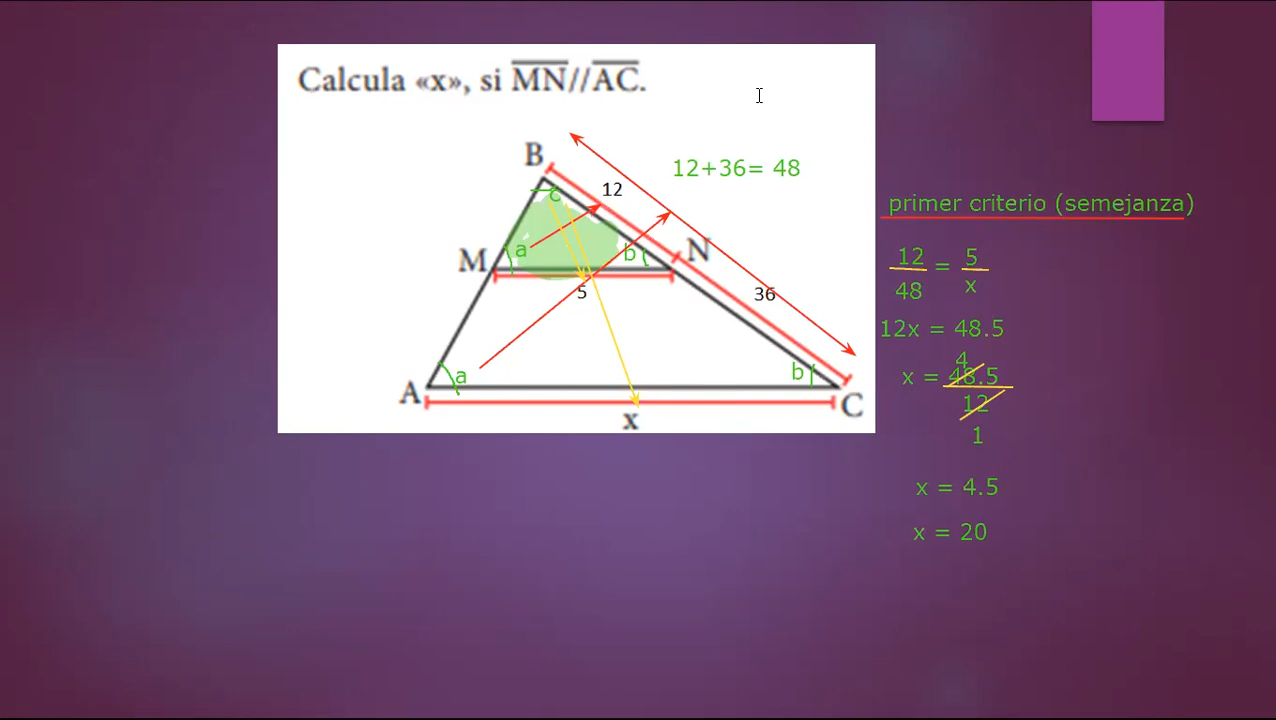 Calcula «x», si MN//AC.
B
12
12+36= 48
c
M
a
b
N
5
36
A
a
b
C
x
primer criterio (semejanza)
12/48 = 5/x
12x = 48.5
4
x = 48.5
12
1
x = 4.5
x = 20